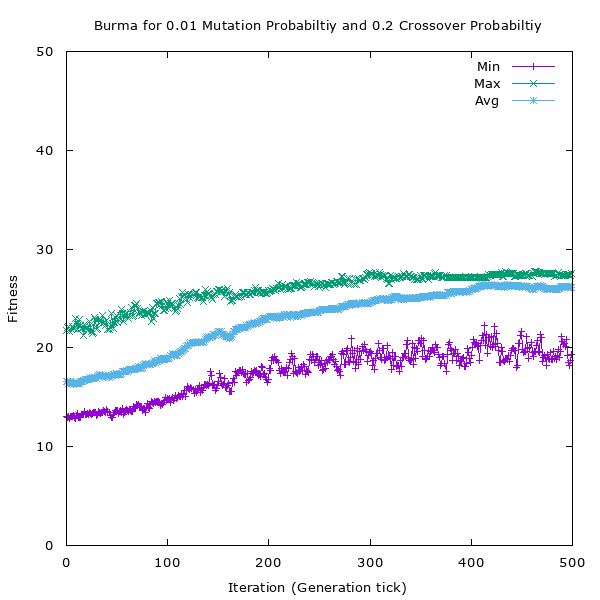 Burma for 0.01 Mutation Probabiltiy and 0.2 Crossover Probabiltiy
50
40
30
20
10
0
Fitness
Min
Max
Avg
0 100 200 300 400 500
Iteration (Generation tick)